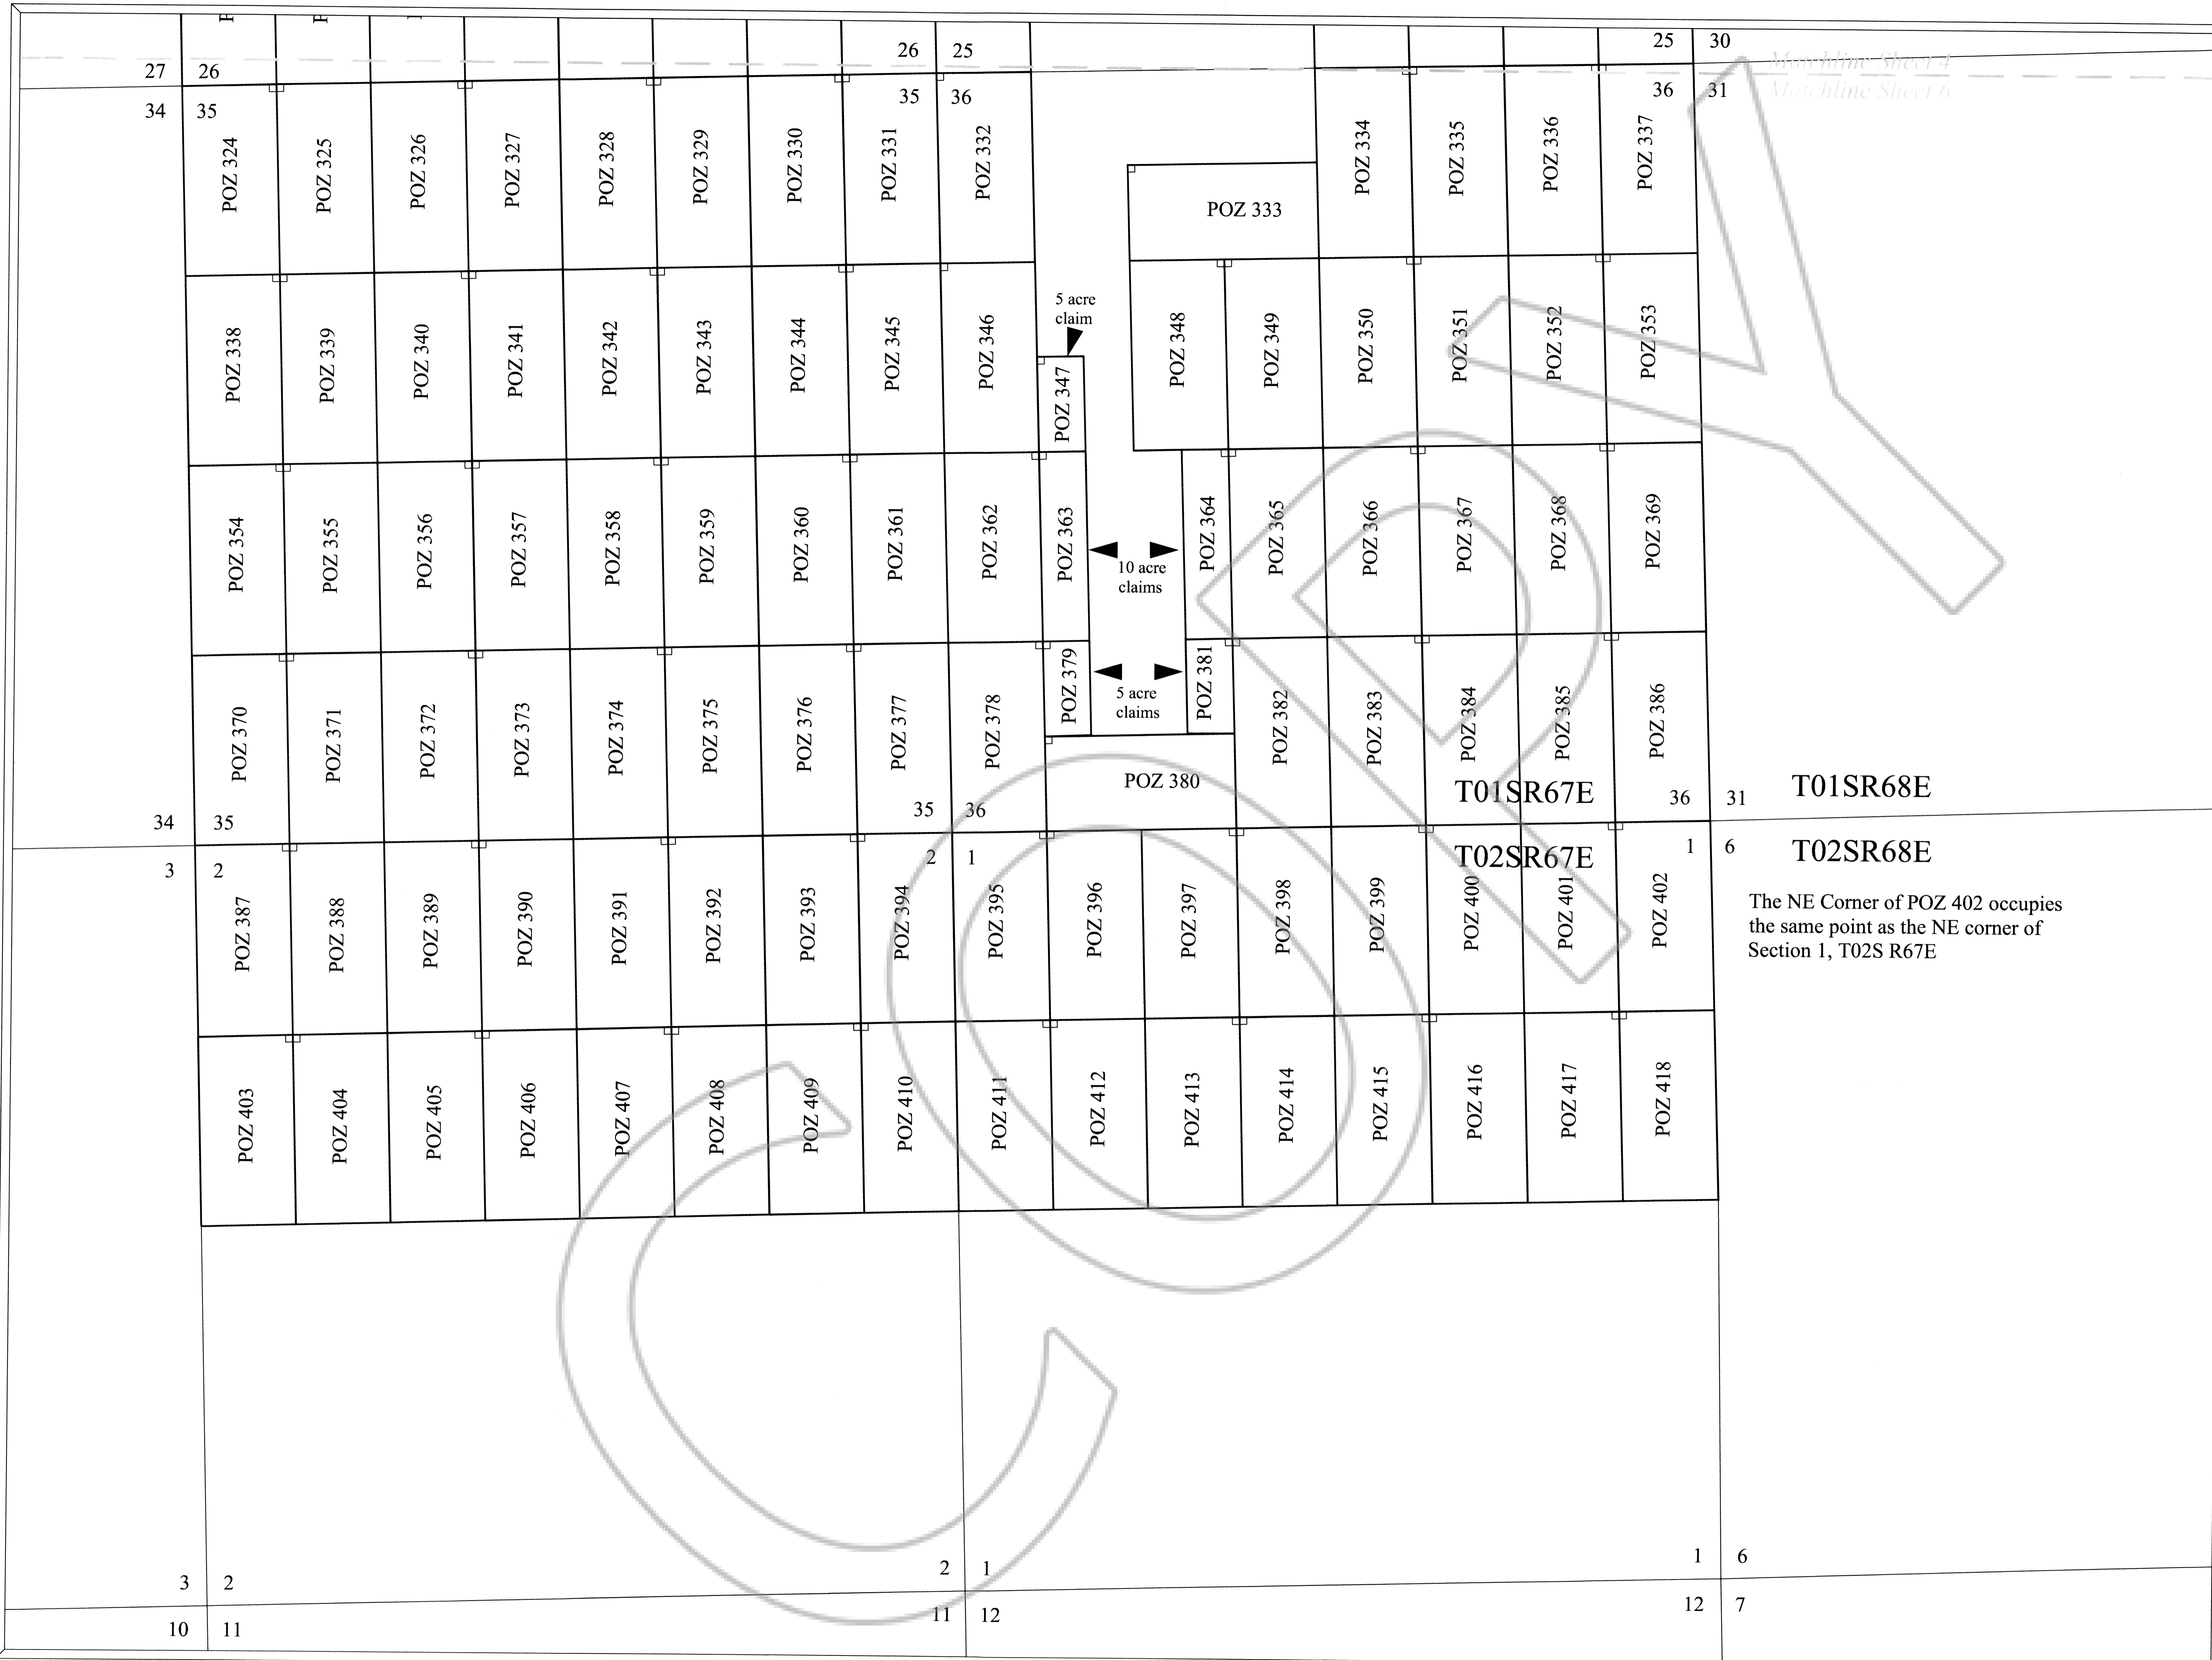 26 25
25 30
27 26
Matchline Sheet 4
Matchline Sheet 6
34 35
35 36
36 31
POZ 324
POZ 325
POZ 326
POZ 327
POZ 328
POZ 329
POZ 330
POZ 331
POZ 332
POZ 333
POZ 334
POZ 335
POZ 336
POZ 337
5 acre
claim
POZ 338
POZ 339
POZ 340
POZ 341
POZ 342
POZ 343
POZ 344
POZ 345
POZ 346
POZ 347
POZ 348
POZ 349
POZ 350
POZ 351
POZ 352
POZ 353
POZ 354
POZ 355
POZ 356
POZ 357
POZ 358
POZ 359
POZ 360
POZ 361
POZ 362
POZ 363
10 acre
claims
POZ 364
POZ 365
POZ 366
POZ 367
POZ 368
POZ 369
POZ 370
POZ 371
POZ 372
POZ 373
POZ 374
POZ 375
POZ 376
POZ 377
POZ 378
POZ 379
5 acre
claims
POZ 381
POZ 380
POZ 382
POZ 383
POZ 384
POZ 385
POZ 386
34 35
35 36
T01SR67E
36 31
T01SR68E
3 2
2 1
T02SR67E
1 6
T02SR68E
POZ 387
POZ 388
POZ 389
POZ 390
POZ 391
POZ 392
POZ 393
POZ 394
POZ 395
POZ 396
POZ 397
POZ 398
POZ 399
POZ 400
POZ 401
POZ 402
The NE Corner of POZ 402 occupies
the same point as the NE corner of
Section 1, T02S R67E
POZ 403
POZ 404
POZ 405
POZ 406
POZ 407
POZ 408
POZ 409
POZ 410
POZ 411
POZ 412
POZ 413
POZ 414
POZ 415
POZ 416
POZ 417
POZ 418
3 2
2 1
1 6
10 11
11 12
12 7
COPY